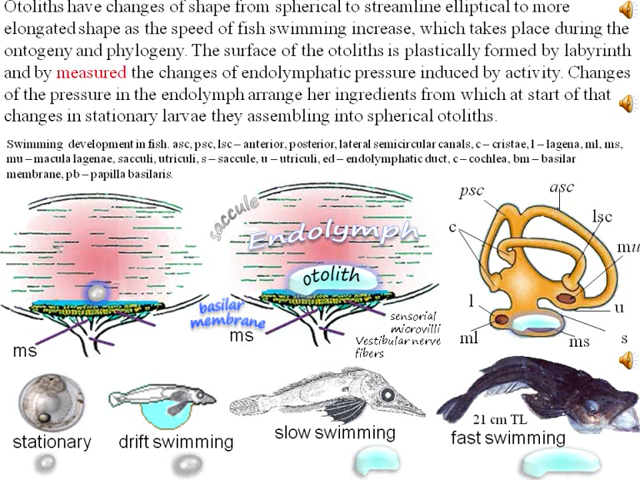 Otoliths have changes of shape from spherical to streamline elliptical to more
elongated shape as the speed of fish swimming increase, which takes place during the
ontogeny and phylogeny. The surface of the otoliths is plastically formed by labyrinth
and by measured the changes of endolymphatic pressure induced by activity. Changes
of the pressure in the endolymph arrange her ingredients from which at start of that
changes in stationary larvae they assembling into spherical otoliths.
Swimming development in fish. asc, psc, lsc – anterior, posterior, lateral semicircular canals, c – cristae, l – lagena, ml, ms,
mu – macula lagenae, sacculi, utriculi, s – saccule, u – utriculi, ed – endolymphatic duct, c – cochlea, bm – basilar
membrane, pb – papilla basilaris.
psc
asc
saccule
lsc
Endolymph
c
mu
otolith
l
basilar
membrane
u
sensorial
microvilli
ms
ms
Vestibular nerve
fibers
ml
ms
s
21 cm TL
stationary
drift swimming
slow swimming
fast swimming